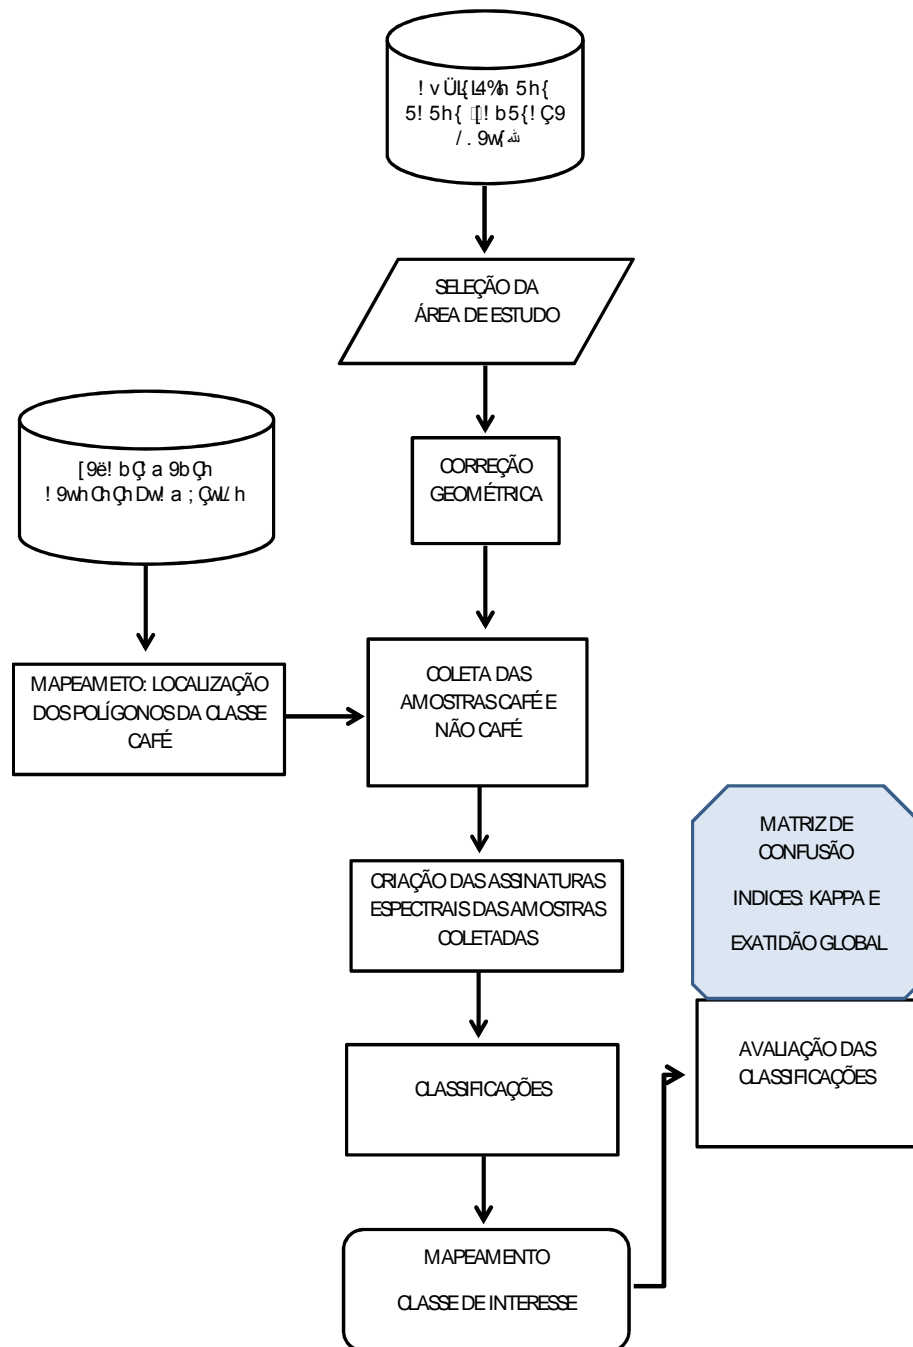 SELEÇÃO DA
ÁREA DE ESTUDO
CORREÇÃO
GEOMÉTRICA
MAPEAMETO: LOCALIZAÇÃO
DOS POLÍGONOS DA CLASSE
CAFÉ
COLETA DAS
AMOSTRAS CAFÉ E
NÃO CAFÉ
CRIAÇÃO DAS ASSINATURAS
ESPECTRAIS DAS AMOSTRAS
COLETADAS
MATRIZ DE
CONFUSÃO
INDICES: KAPPA E
EXATIDÃO GLOBAL
AVALIAÇÃO DAS
CLASSIFICAÇÕES
CLASSIFICAÇÕES
MAPEAMENTO
CLASSE DE INTERESSE